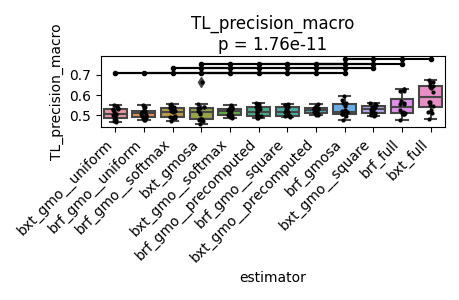 TL_precision_macro
p = 1.76e-11
TL_precision_macro
0.7
0.6
0.5
bxt_gmo__uniform
brf_gmo__uniform
brf_gmo__softmax
bxt_gmosa
bxt_gmo__softmax
brf_gmo__precomputed
brf_gmo__square
bxt_gmo__precomputed
brf_gmosa
bxt_gmo__square
brf_full
bxt_full
estimator